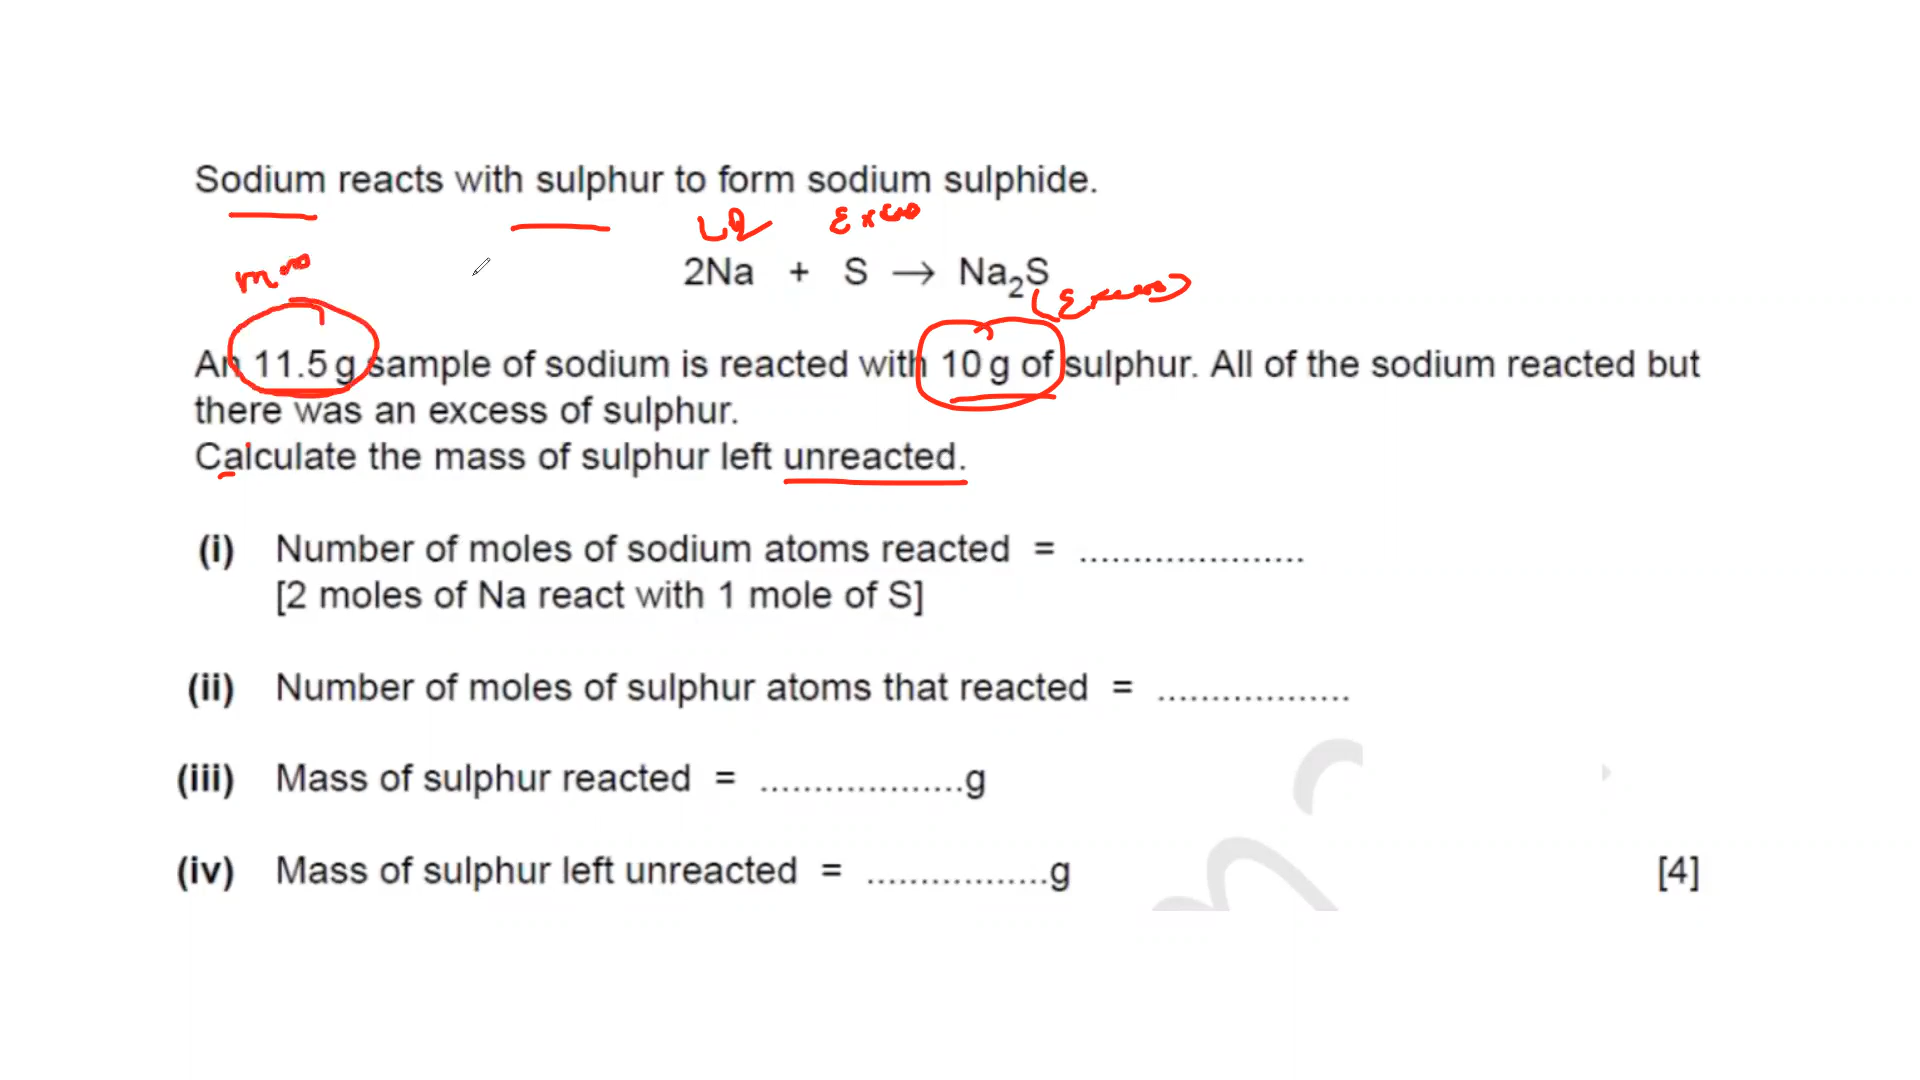 Sodium reacts with sulphur to form sodium sulphide.
LR Excess
2Na + S → Na₂S
mass
(Excess)
An 11.5 g sample of sodium is reacted with 10 g of sulphur. All of the sodium reacted but
there was an excess of sulphur.
Calculate the mass of sulphur left unreacted.
(i) Number of moles of sodium atoms reacted = .....................
[2 moles of Na react with 1 mole of S]
(ii) Number of moles of sulphur atoms that reacted = ..................
(iii) Mass of sulphur reacted = ...................g
(iv) Mass of sulphur left unreacted = .................g [4]